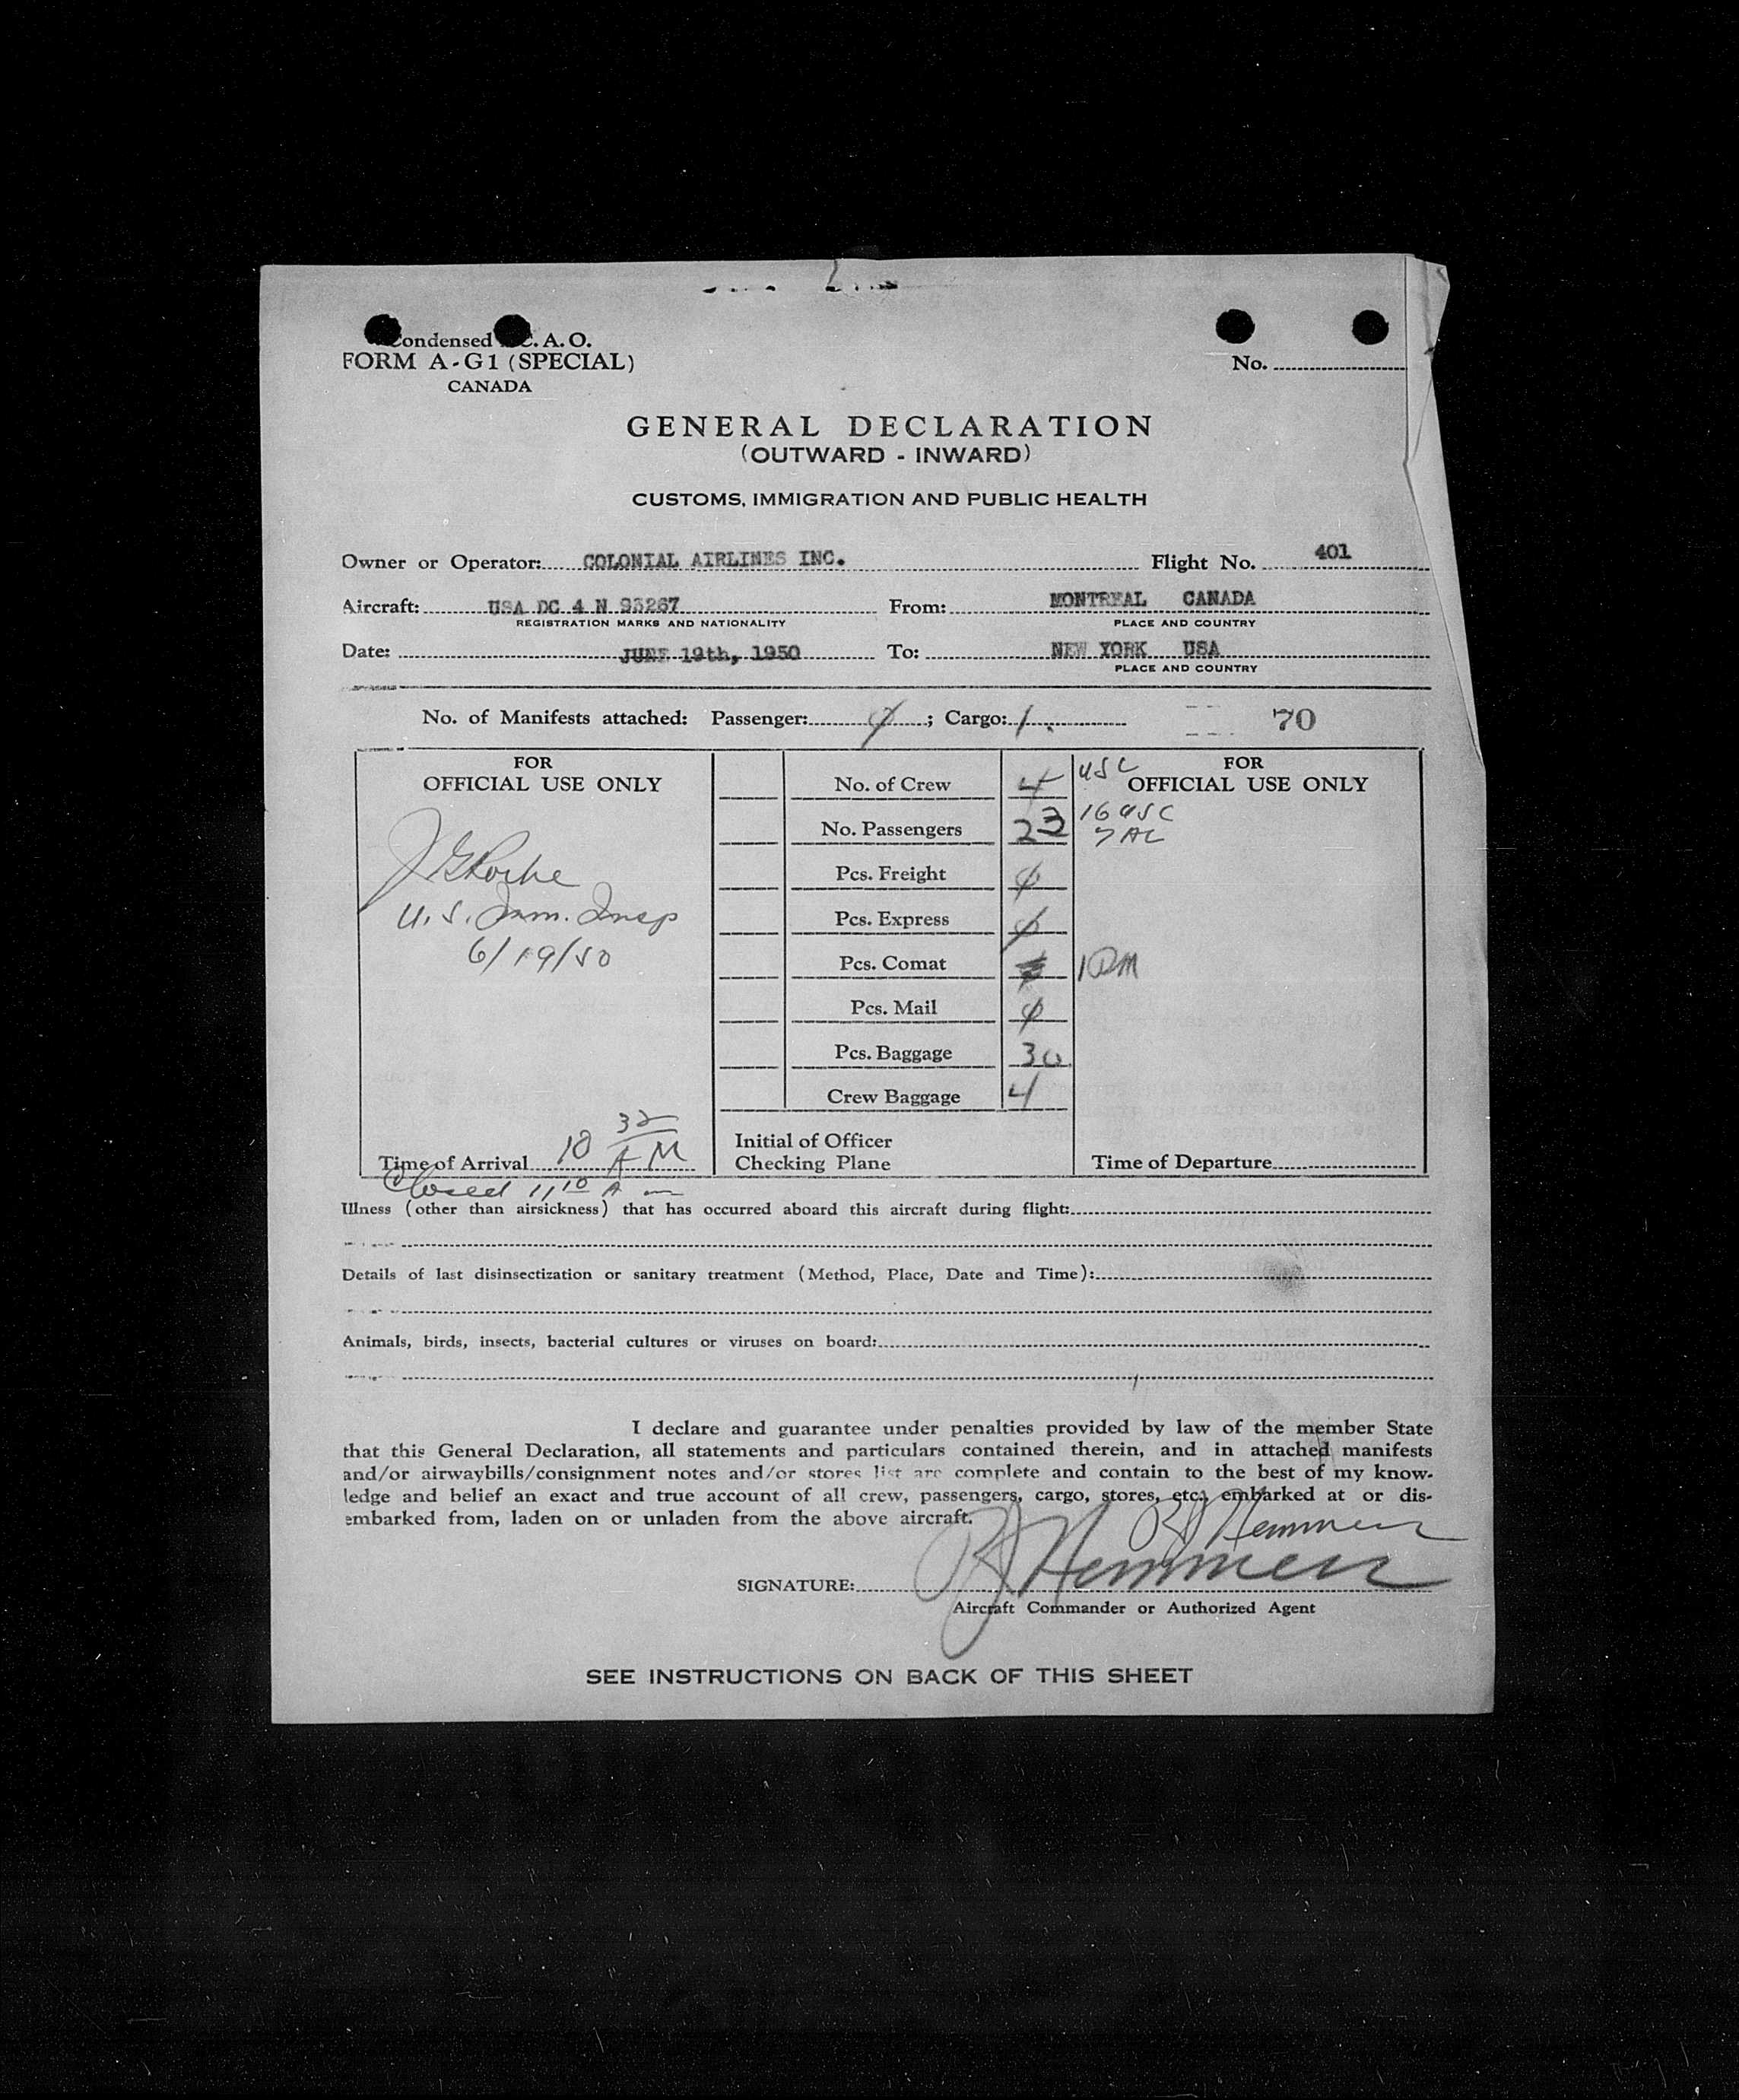 Condensed C. A. O.
FORM A-G1 (SPECIAL)
CANADA
No.
GENERAL DECLARATION
(OUTWARD - INWARD)
CUSTOMS, IMMIGRATION AND PUBLIC HEALTH
Owner or Operator: COLONIAL AIRLINES INC. Flight No. 401
Aircraft: USA DC 4 N 93267 From: MONTREAL CANADA
REGISTRATION MARKS AND NATIONALITY PLACE AND COUNTRY
Date: JUNE 19th, 1950 To: NEW YORK USA
PLACE AND COUNTRY
No. of Manifests attached: Passenger: ; Cargo: 1. 70
FOR
OFFICIAL USE ONLY
U.S. Imm. Insp
6/19/50
Time of Arrival 10 32 AM
Closed 11 10 A m
No. of Crew 4 USC
No. Passengers 23 16 USC
7 AL
Pcs. Freight ϕ
Pcs. Express ϕ
Pcs. Comat
Pcs. Mail ϕ
Pcs. Baggage 30
Crew Baggage 4
Initial of Officer
Checking Plane
FOR
OFFICIAL USE ONLY
Time of Departure
Illness (other than airsickness) that has occurred aboard this aircraft during flight:
Details of last disinsectization or sanitary treatment (Method, Place, Date and Time):
Animals, birds, insects, bacterial cultures or viruses on board:
I declare and guarantee under penalties provided by law of the member State
that this General Declaration, all statements and particulars contained therein, and in attached manifests
and/or airwaybills/consignment notes and/or stores list are complete and contain to the best of my know-
ledge and belief an exact and true account of all crew, passengers, cargo, stores, etc., embarked at or dis-
embarked from, laden on or unladen from the above aircraft.
SIGNATURE:
Aircraft Commander or Authorized Agent
SEE INSTRUCTIONS ON BACK OF THIS SHEET